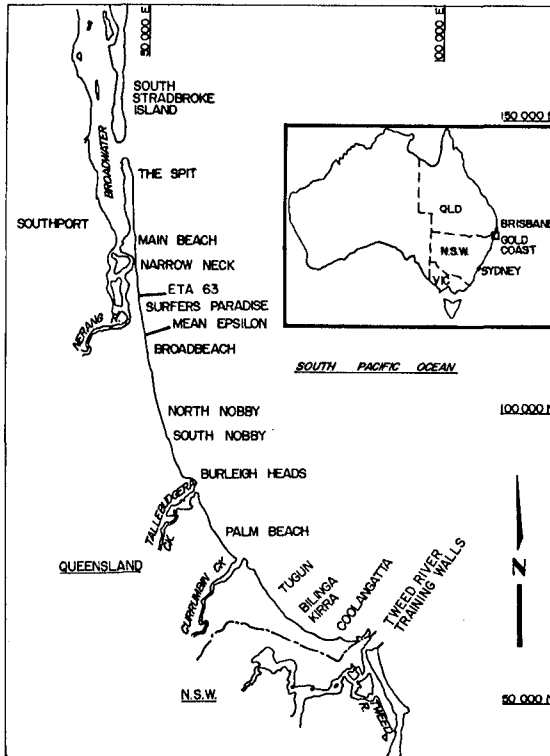 50 000 E
100 000 E
SOUTH
STRADBROKE
ISLAND
150 000 N
BROADWATER
THE SPIT
SOUTHPORT
MAIN BEACH
NARROW NECK
ETA 63
SURFERS PARADISE
MEAN EPSILON
BROADBEACH
NERANG
R.
QLD
BRISBANE
GOLD
COAST
N.S.W.
SYDNEY
VIC
SOUTH PACIFIC OCEAN
100 000 N
NORTH NOBBY
SOUTH NOBBY
BURLEIGH HEADS
TALLEBUDGERA
CK
PALM BEACH
QUEENSLAND
CURRUMBIN CK
TUGUN
BILINGA
KIRRA
COOLANGATTA
TWEED RIVER
TRAINING WALLS
N
N.S.W.
TWEED
R.
50 000 N